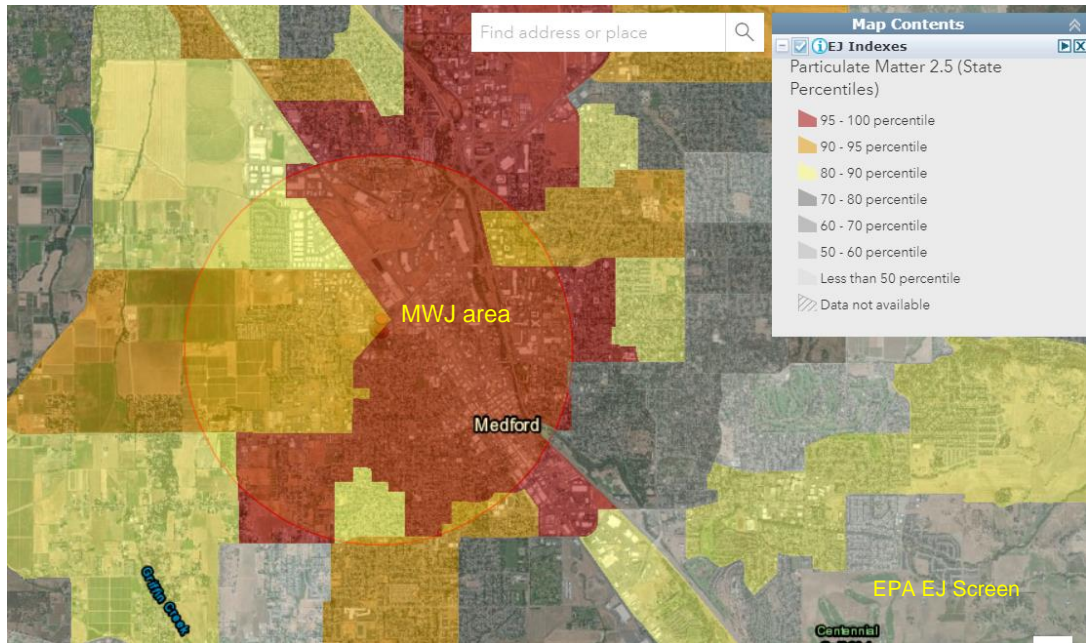 Find address or place
Map Contents
EJ Indexes
Particulate Matter 2.5 (State
Percentiles)
95 - 100 percentile
90 - 95 percentile
80 - 90 percentile
70 - 80 percentile
60 - 70 percentile
50 - 60 percentile
Less than 50 percentile
Data not available
MWJ area
Medford
Griffin Creek
EPA EJ Screen
Centennial